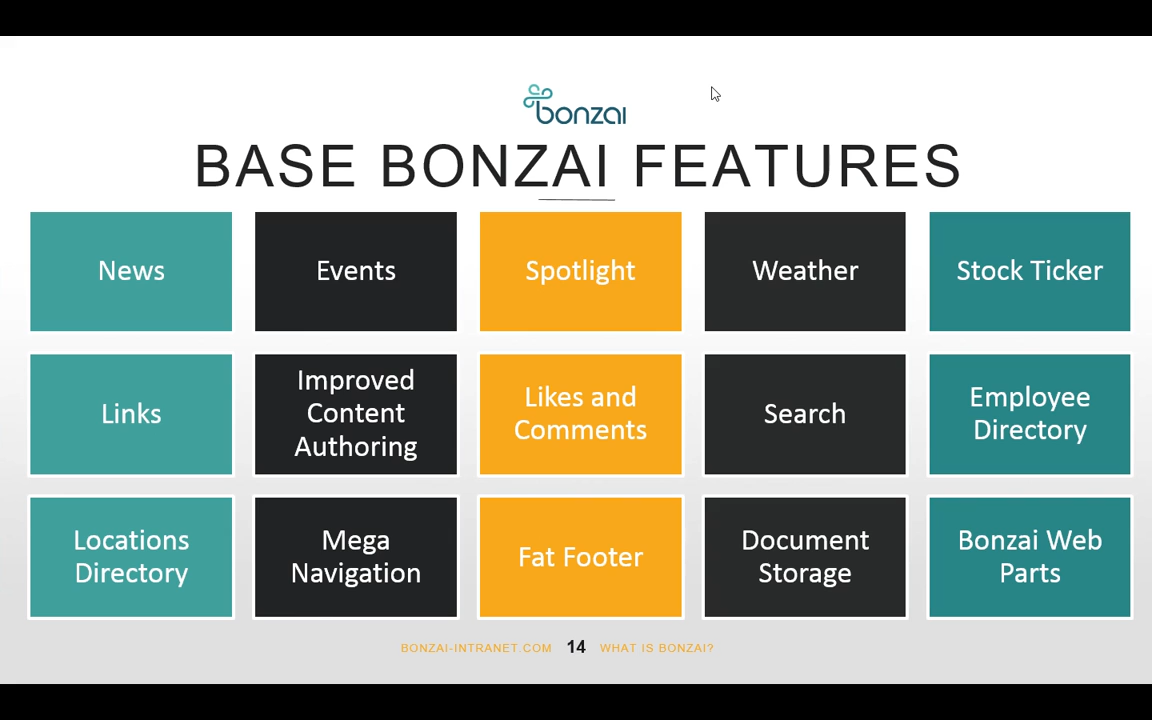 bonzai
BASE BONZAI FEATURES
News
Events
Spotlight
Weather
Stock Ticker
Links
Improved
Content
Authoring
Likes and
Comments
Search
Employee
Directory
Locations
Directory
Mega
Navigation
Fat Footer
Document
Storage
Bonzai Web
Parts
BONZAI-INTRANET.COM 14 WHAT IS BONZAI?